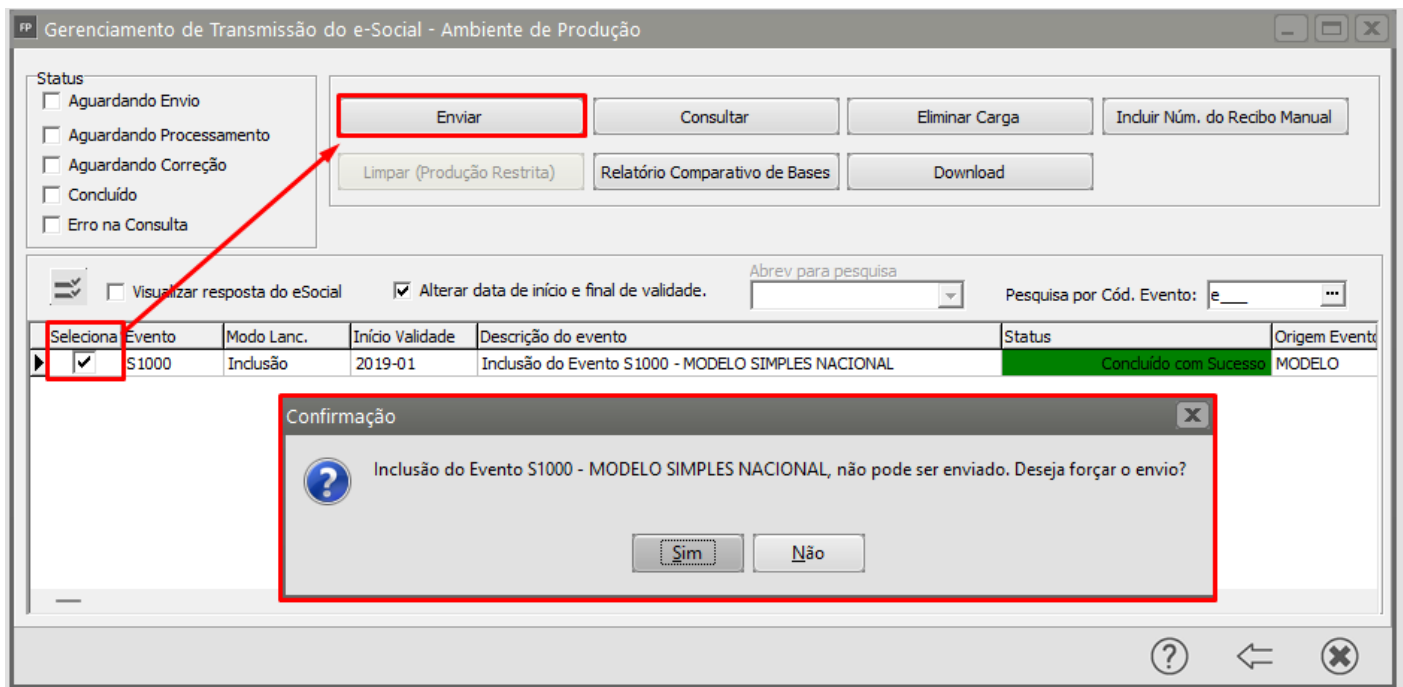 FP Gerenciamento de Transmissão do e-Social - Ambiente de Produção
Status
Aguardando Envio
Aguardando Processamento
Aguardando Correção
Concluído
Erro na Consulta
Enviar
Consultar
Eliminar Carga
Incluir Núm. do Recibo Manual
Limpar (Produção Restrita)
Relatório Comparativo de Bases
Download
Visualizar resposta do eSocial
Alterar data de início e final de validade.
Abrev para pesquisa
Pesquisa por Cód. Evento: e___ ...
Seleciona Evento Modo Lanc. Início Validade Descrição do evento Status Origem Evento
S1000 Inclusão 2019-01 Inclusão do Evento S1000 - MODELO SIMPLES NACIONAL Concluído com Sucesso MODELO
Confirmação
Inclusão do Evento S1000 - MODELO SIMPLES NACIONAL, não pode ser enviado. Deseja forçar o envio?
Sim
Não